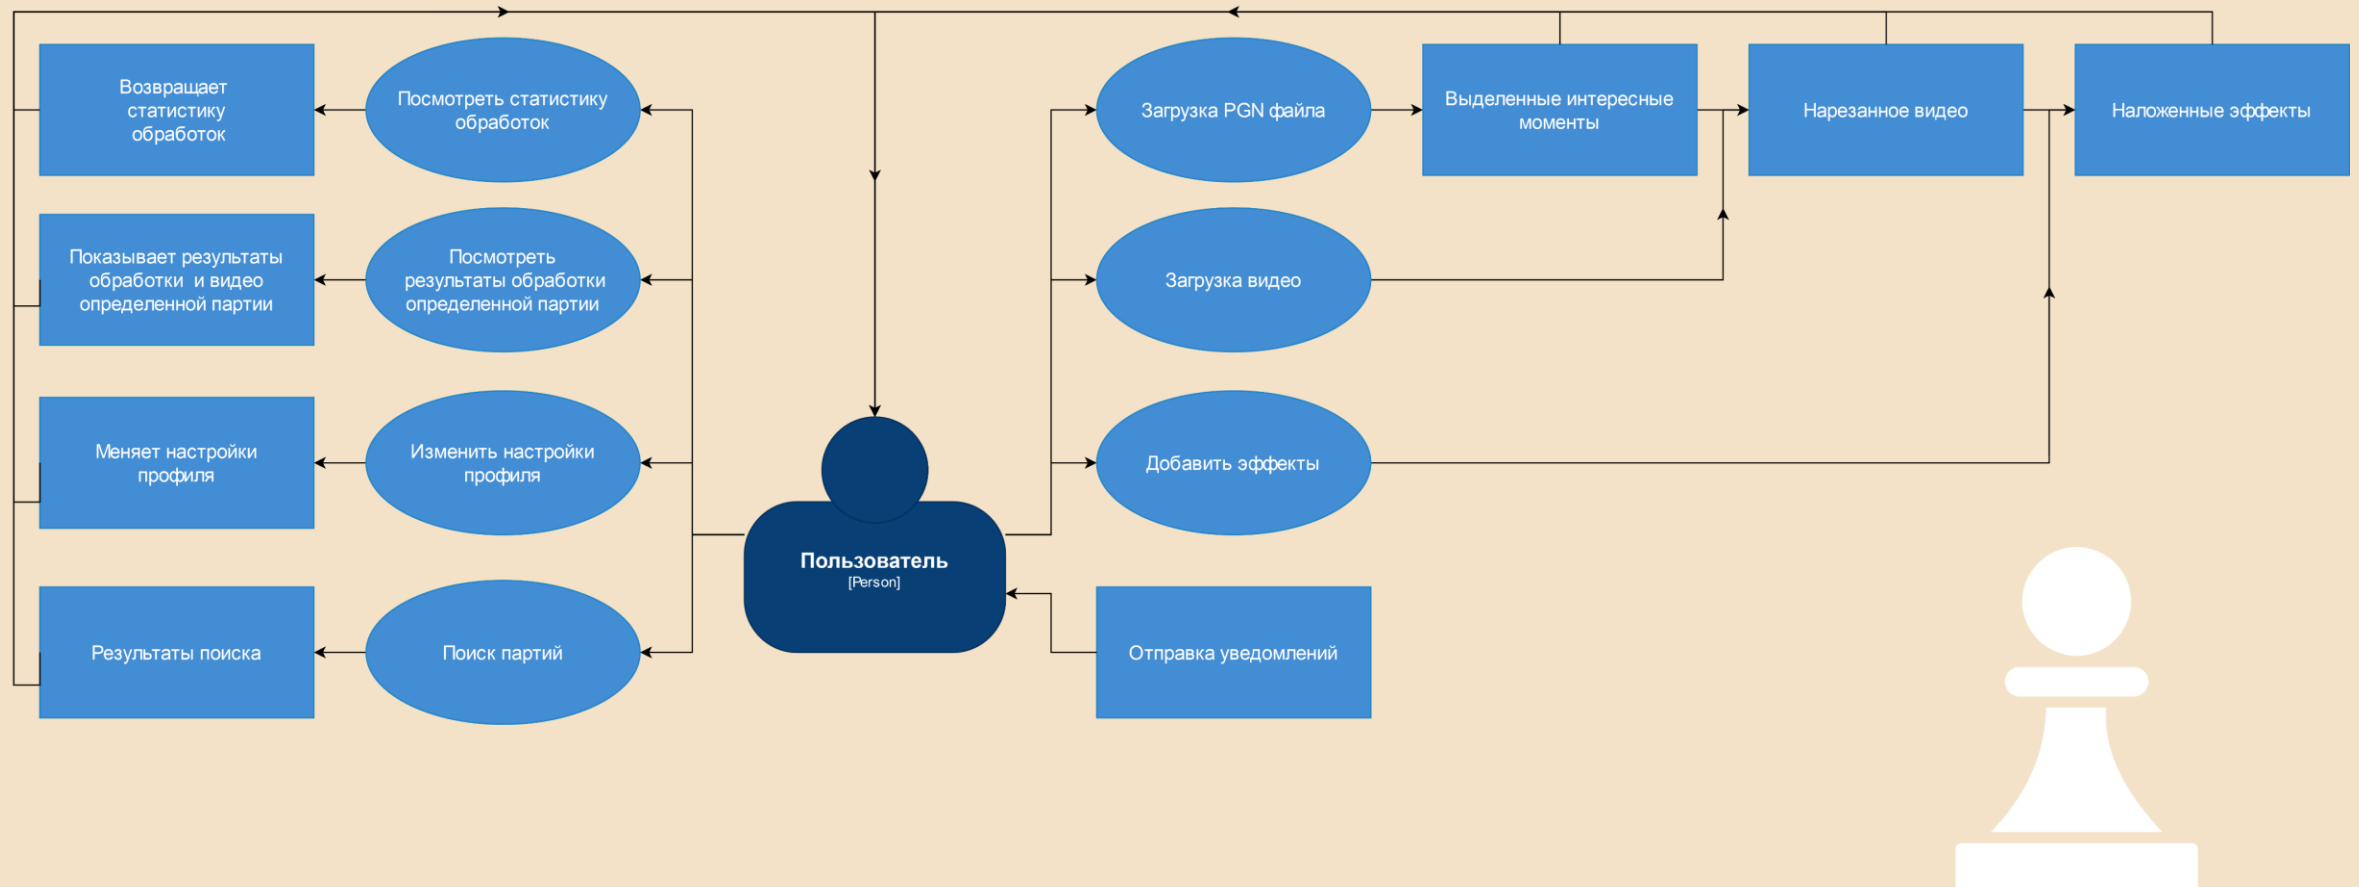 Возвращает
статистику
обработок
Посмотреть статистику
обработок
Загрузка PGN файла
Выделенные интересные
моменты
Нарезанное видео
Наложенные эффекты
Показывает результаты
обработки и видео
определенной партии
Посмотреть
результаты обработки
определенной партии
Загрузка видео
Меняет настройки
профиля
Изменить настройки
профиля
Добавить эффекты
Пользователь
[Person]
Результаты поиска
Поиск партий
Отправка уведомлений